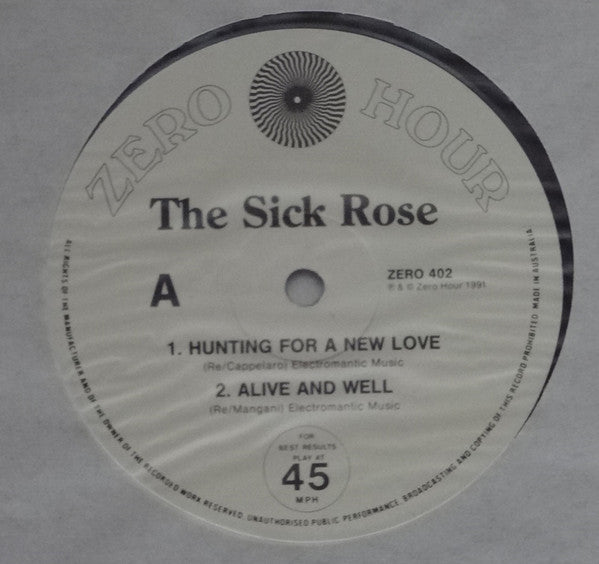 ZERO HOUR
The Sick Rose
A
ZERO 402
℗ & © Zero Hour 1991
1. HUNTING FOR A NEW LOVE
(Re/Cappelaro) Electromantic Music
2. ALIVE AND WELL
(Re/Mangani) Electromantic Music
FOR
BEST RESULTS
PLAY AT
45
MPH
ALL RIGHTS OF THE MANUFACTURER AND OF THE OWNER OF THE RECORDED WORK RESERVED. UNAUTHORISED PUBLIC PERFORMANCE, BROADCASTING AND COPYING OF THIS RECORD PROHIBITED. MADE IN AUSTRALIA